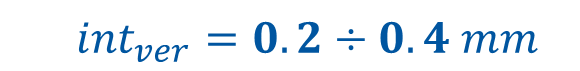 int_ver = 0.2 ÷ 0.4 mm